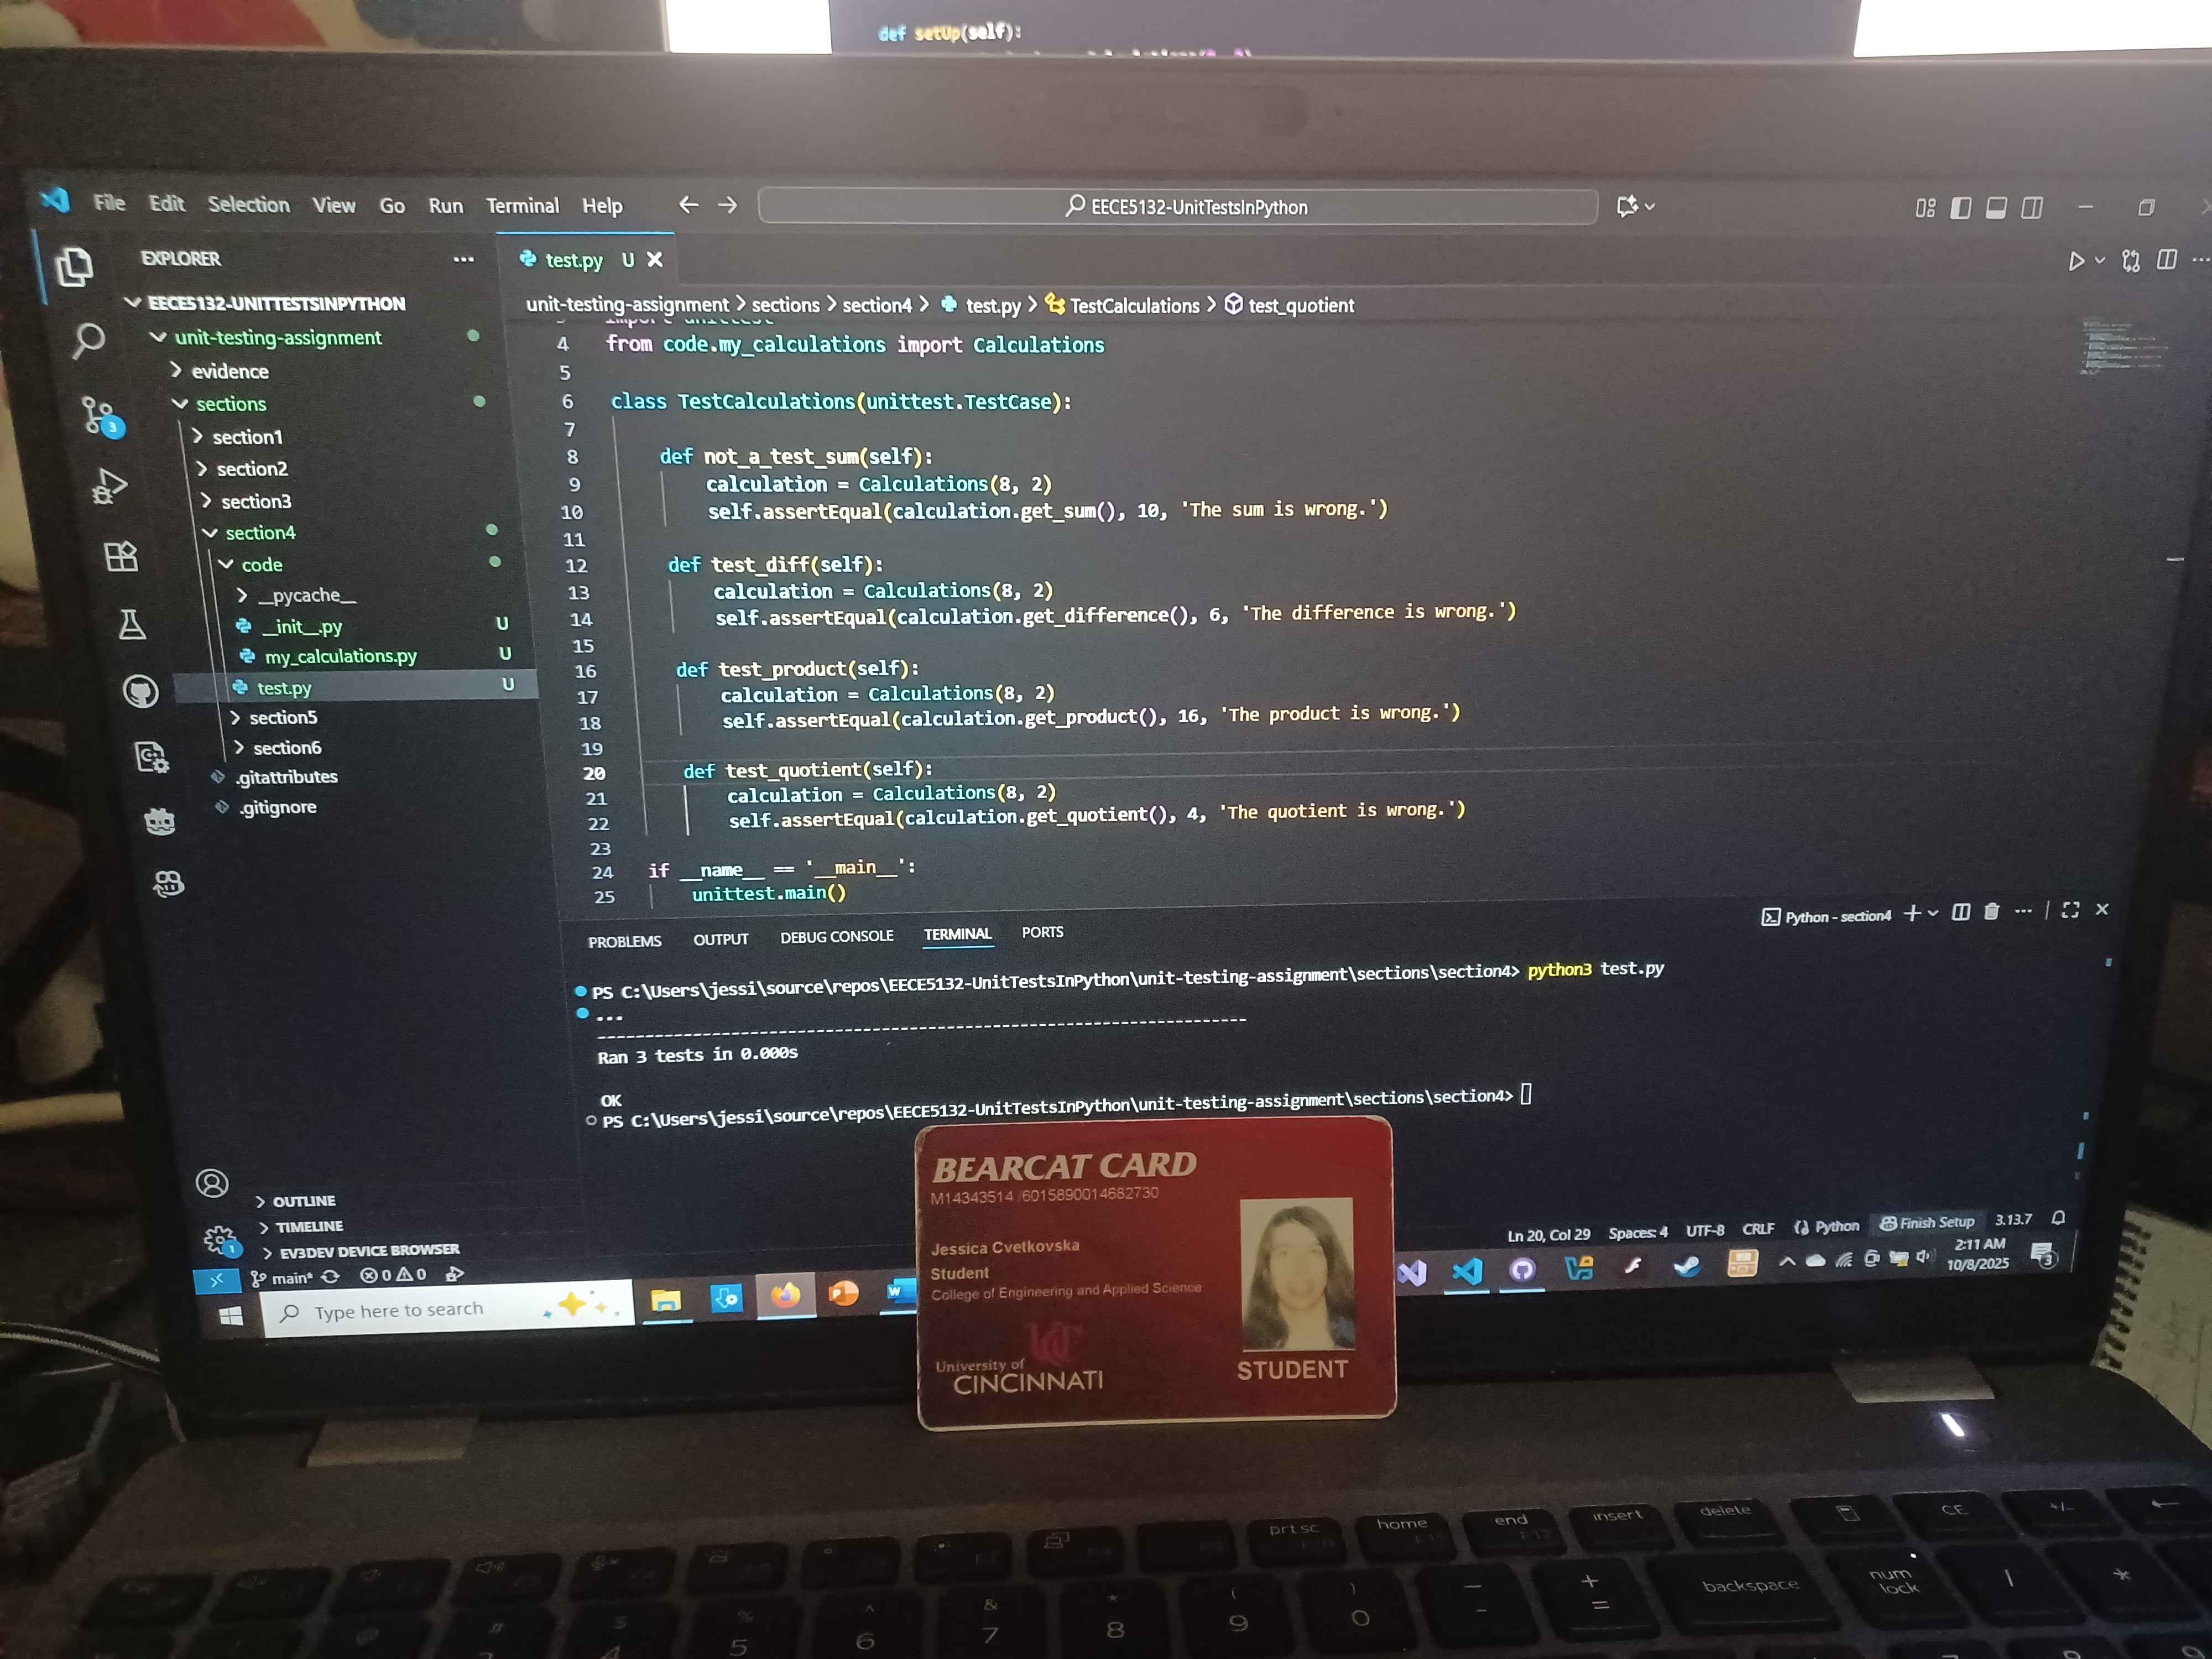 def setUp(self):
File Edit Selection View Go Run Terminal Help
EECE5132-UnitTestsInPython
EXPLORER
EECE5132-UNITTESTSINPYTHON
unit-testing-assignment
evidence
sections
section1
section2
section3
section4
code
__pycache__
__init__.py U
my_calculations.py U
test.py U
section5
section6
.gitattributes
.gitignore
OUTLINE
TIMELINE
EV3DEV DEVICE BROWSER
test.py U
unit-testing-assignment > sections > section4 > test.py > TestCalculations > test_quotient
import unittest
4 from code.my_calculations import Calculations
5
6 class TestCalculations(unittest.TestCase):
7
8 def not_a_test_sum(self):
9 calculation = Calculations(8, 2)
10 self.assertEqual(calculation.get_sum(), 10, 'The sum is wrong.')
11
12 def test_diff(self):
13 calculation = Calculations(8, 2)
14 self.assertEqual(calculation.get_difference(), 6, 'The difference is wrong.')
15
16 def test_product(self):
17 calculation = Calculations(8, 2)
18 self.assertEqual(calculation.get_product(), 16, 'The product is wrong.')
19
20 def test_quotient(self):
21 calculation = Calculations(8, 2)
22 self.assertEqual(calculation.get_quotient(), 4, 'The quotient is wrong.')
23
24 if __name__ == '__main__':
25 unittest.main()
PROBLEMS OUTPUT DEBUG CONSOLE TERMINAL PORTS
Python - section4
PS C:\Users\jessi\source\repos\EECE5132-UnitTestsInPython\unit-testing-assignment\sections\section4> python3 test.py
...
----------------------------------------------------------------------
Ran 3 tests in 0.000s
OK
PS C:\Users\jessi\source\repos\EECE5132-UnitTestsInPython\unit-testing-assignment\sections\section4>
main* 0 0
Ln 20, Col 29 Spaces: 4 UTF-8 CRLF Python Finish Setup 3.13.7
Type here to search
2:11 AM
10/8/2025
3
BEARCAT CARD
M14343514 /6015890014682730
Jessica Cvetkovska
Student
College of Engineering and Applied Science
University of
CINCINNATI
STUDENT
prt sc home end insert delete CE +/-
backspace num lock
5 6 7 8 9 0